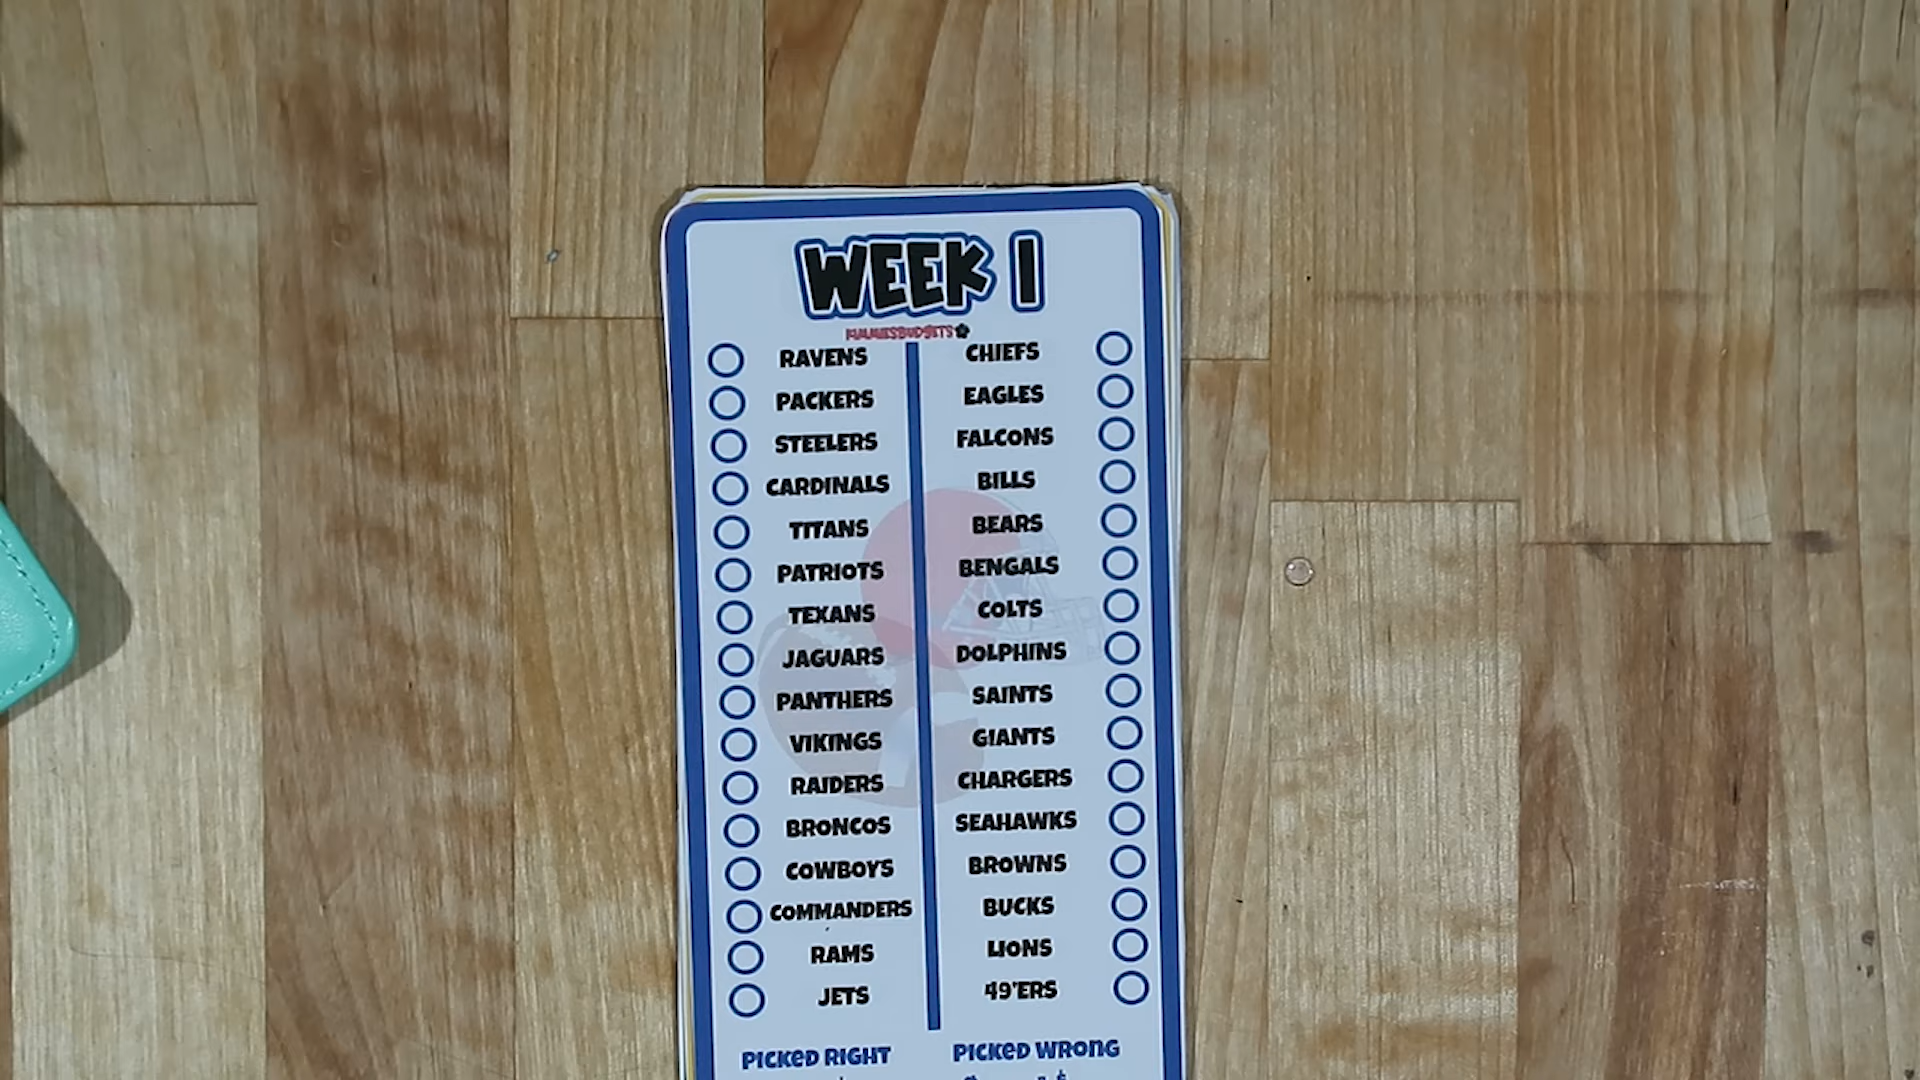 WEEK 1
KIMMIESBUDGETS
RAVENS CHIEFS
PACKERS EAGLES
STEELERS FALCONS
CARDINALS BILLS
TITANS BEARS
PATRIOTS BENGALS
TEXANS COLTS
JAGUARS DOLPHINS
PANTHERS SAINTS
VIKINGS GIANTS
RAIDERS CHARGERS
BRONCOS SEAHAWKS
COWBOYS BROWNS
COMMANDERS BUCKS
RAMS LIONS
JETS 49'ERS
PICKED RIGHT PICKED WRONG